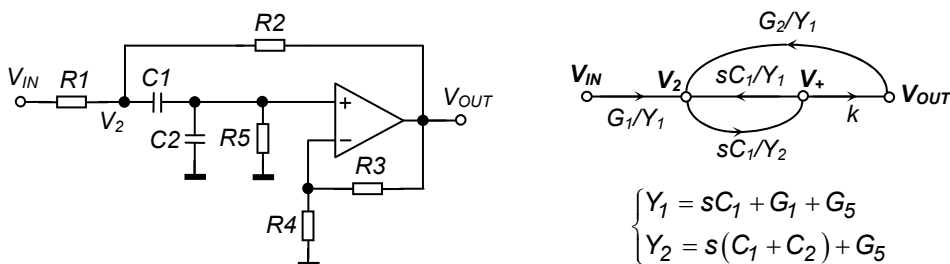 R2
V_IN
R1
C1
V_2
C2
R5
+
−
V_OUT
R3
R4
G_2/Y_1
V_IN
V_2
sC_1/Y_1
V_+
V_OUT
G_1/Y_1
k
sC_1/Y_2
Y_1 = sC_1 + G_1 + G_5
Y_2 = s(C_1 + C_2) + G_5